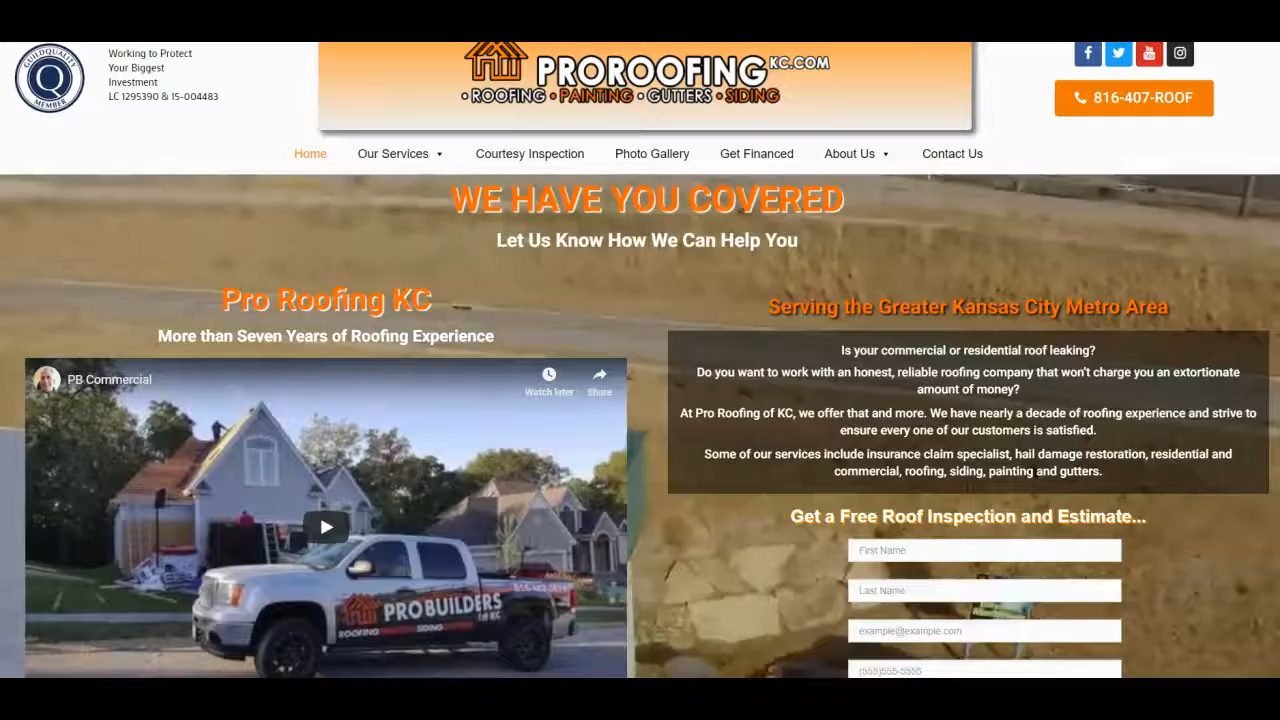 GUILDQUALITY
Q
MEMBER
Working to Protect
Your Biggest
Investment
LC 1295390 & 15-004483
PROROOFINGKC.COM
• ROOFING • PAINTING • GUTTERS • SIDING
816-407-ROOF
Home
Our Services
Courtesy Inspection
Photo Gallery
Get Financed
About Us
Contact Us
WE HAVE YOU COVERED
Let Us Know How We Can Help You
Pro Roofing KC
More than Seven Years of Roofing Experience
PB Commercial
Watch later
Share
PROBUILDERS
ROOFING
SIDING
Serving the Greater Kansas City Metro Area
Is your commercial or residential roof leaking?
Do you want to work with an honest, reliable roofing company that won't charge you an extortionate
amount of money?
At Pro Roofing of KC, we offer that and more. We have nearly a decade of roofing experience and strive to
ensure every one of our customers is satisfied.
Some of our services include insurance claim specialist, hail damage restoration, residential and
commercial, roofing, siding, painting and gutters.
Get a Free Roof Inspection and Estimate...
First Name
Last Name
example@example.com
(555)555-5555